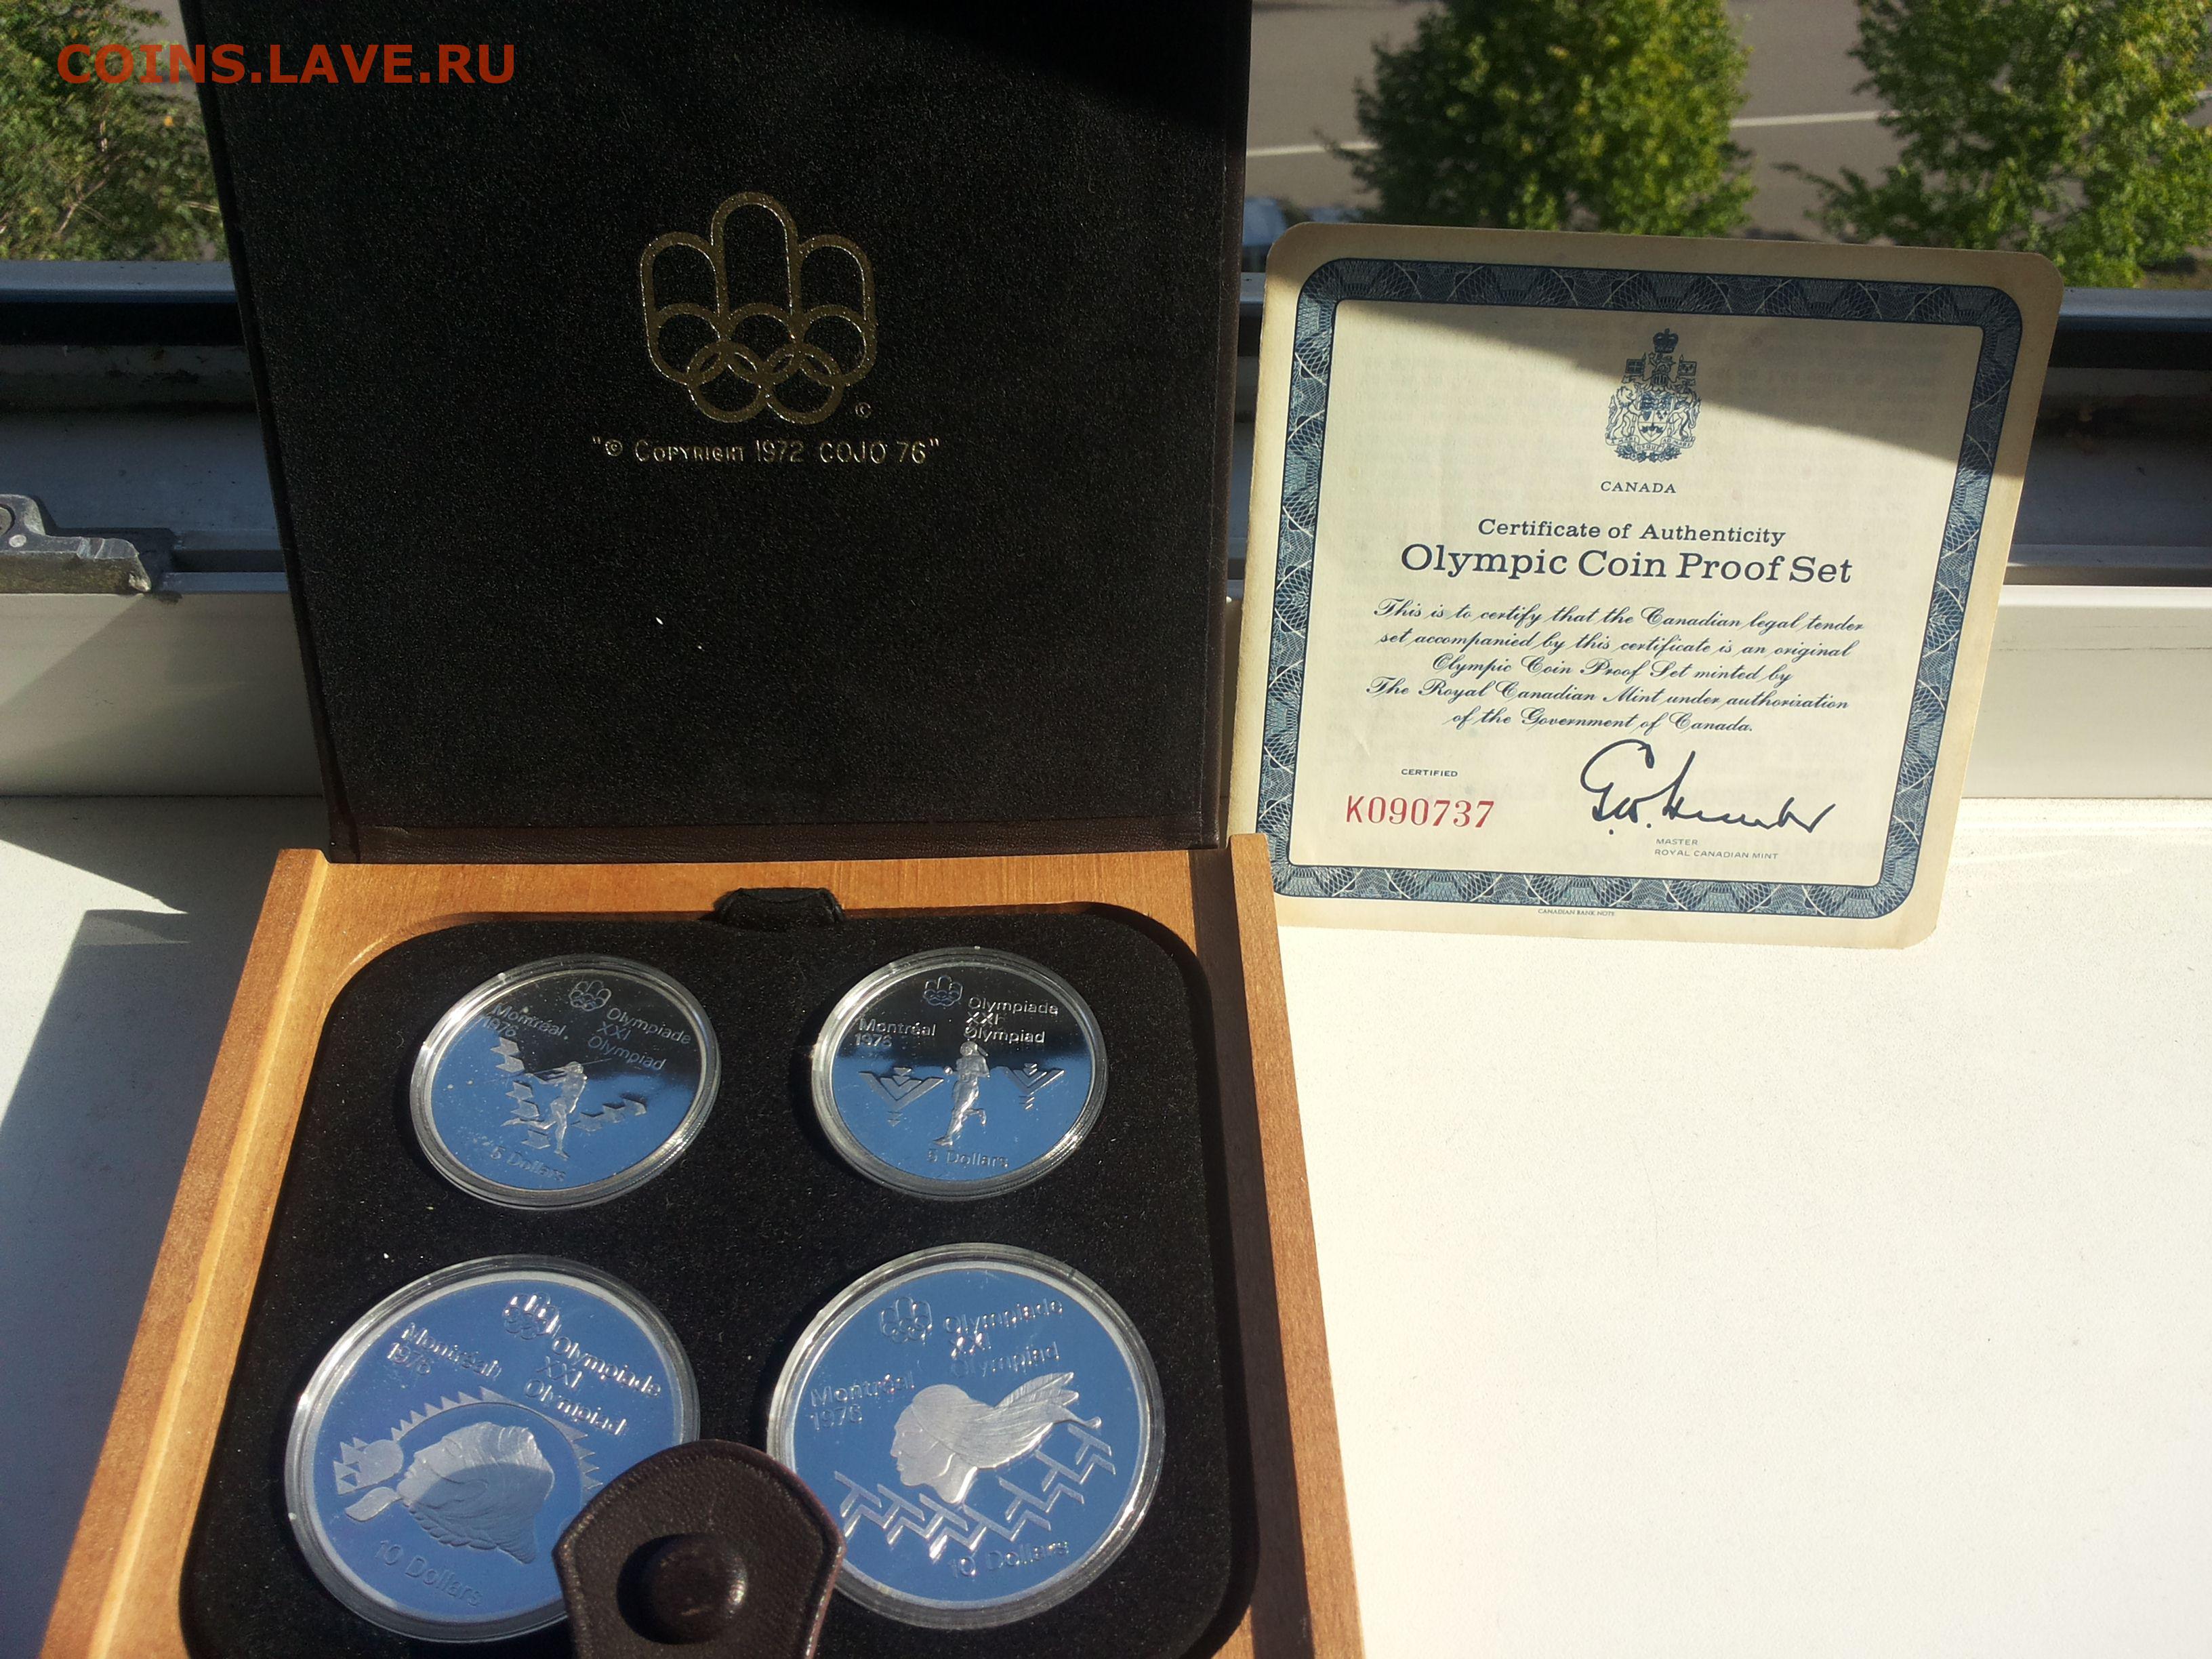 COINS.LAVE.RU
©
"© Copyright 1972 COJO 76"
CANADA
Certificate of Authenticity
Olympic Coin Proof Set
This is to certify that the Canadian legal tender
set accompanied by this certificate is an original
Olympic Coin Proof Set minted by
The Royal Canadian Mint under authorization
of the Government of Canada.
CERTIFIED
K090737
MASTER
ROYAL CANADIAN MINT
CANADIAN BANK NOTE
Montréal
1976
Olympiade
XXI
Olympiad
5 Dollars
Montréal
1976
Olympiade
XXI
Olympiad
5 Dollars
Montréal
1976
Olympiade
XXI
Olympiad
10 Dollars
Montréal
1976
Olympiade
XXI
Olympiad
10 Dollars